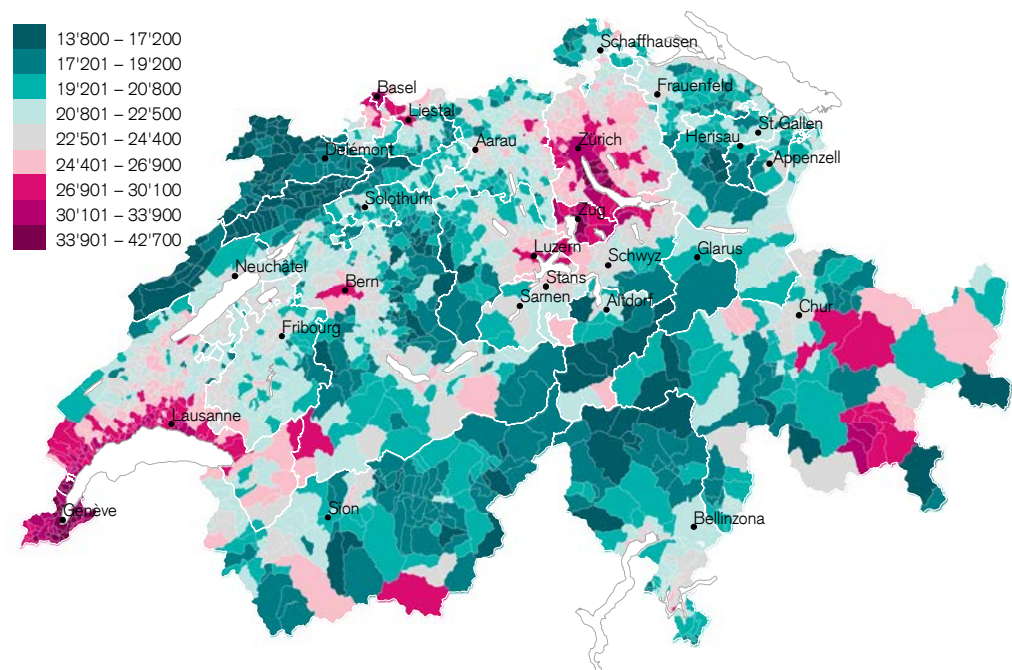 13'800 – 17'200
17'201 – 19'200
19'201 – 20'800
20'801 – 22'500
22'501 – 24'400
24'401 – 26'900
26'901 – 30'100
30'101 – 33'900
33'901 – 42'700
Schaffhausen
Basel
Frauenfeld
Liestal
St. Gallen
Herisau
Aarau
Zürich
Delémont
Appenzell
Solothurn
Zug
Luzern
Schwyz
Glarus
Neuchâtel
Stans
Bern
Sarnen
Altdorf
Chur
Fribourg
Lausanne
Sion
Genève
Bellinzona